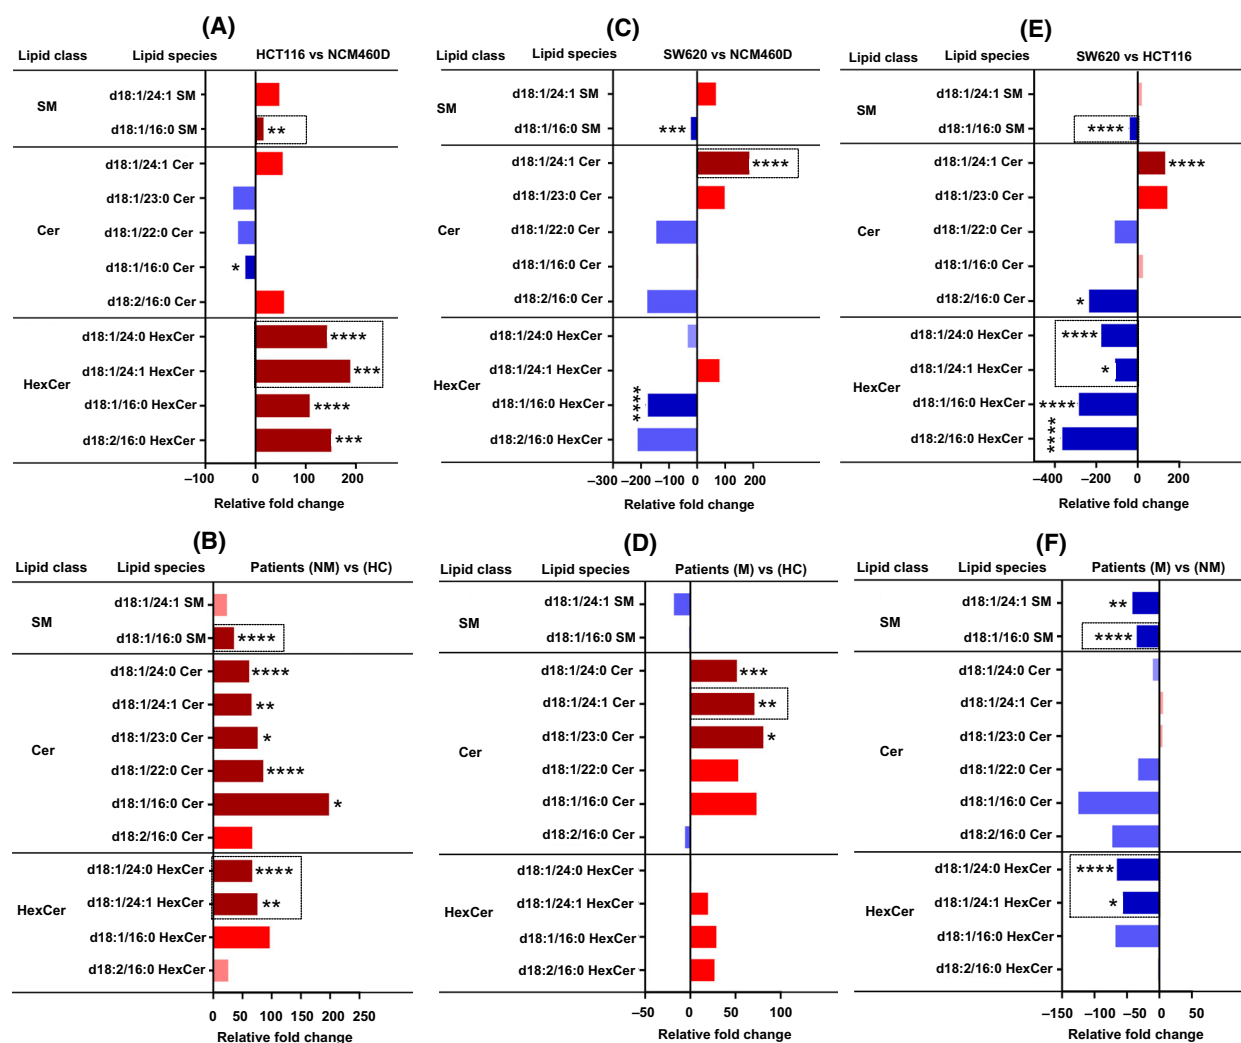 (A)
Lipid class Lipid species HCT116 vs NCM460D
SM
d18:1/24:1 SM
d18:1/16:0 SM **
Cer
d18:1/24:1 Cer
d18:1/23:0 Cer
d18:1/22:0 Cer
d18:1/16:0 Cer *
d18:2/16:0 Cer
HexCer
d18:1/24:0 HexCer ****
d18:1/24:1 HexCer ***
d18:1/16:0 HexCer ****
d18:2/16:0 HexCer ***
–100 0 100 200
Relative fold change
(C)
Lipid class Lipid species SW620 vs NCM460D
SM
d18:1/24:1 SM
d18:1/16:0 SM ***
Cer
d18:1/24:1 Cer ****
d18:1/23:0 Cer
d18:1/22:0 Cer
d18:1/16:0 Cer
d18:2/16:0 Cer
HexCer
d18:1/24:0 HexCer
d18:1/24:1 HexCer
d18:1/16:0 HexCer ****
d18:2/16:0 HexCer
–300 –200 –100 0 100 200
Relative fold change
(E)
Lipid class Lipid species SW620 vs HCT116
SM
d18:1/24:1 SM
d18:1/16:0 SM ****
Cer
d18:1/24:1 Cer ****
d18:1/23:0 Cer
d18:1/22:0 Cer
d18:1/16:0 Cer
d18:2/16:0 Cer *
HexCer
d18:1/24:0 HexCer ****
d18:1/24:1 HexCer *
d18:1/16:0 HexCer ****
d18:2/16:0 HexCer ****
–400 –200 0 200
Relative fold change
(B)
Lipid class Lipid species Patients (NM) vs (HC)
SM
d18:1/24:1 SM
d18:1/16:0 SM ****
Cer
d18:1/24:0 Cer ****
d18:1/24:1 Cer **
d18:1/23:0 Cer *
d18:1/22:0 Cer ****
d18:1/16:0 Cer *
d18:2/16:0 Cer
HexCer
d18:1/24:0 HexCer ****
d18:1/24:1 HexCer **
d18:1/16:0 HexCer
d18:2/16:0 HexCer
0 50 100 150 200 250
Relative fold change
(D)
Lipid class Lipid species Patients (M) vs (HC)
SM
d18:1/24:1 SM
d18:1/16:0 SM
Cer
d18:1/24:0 Cer ***
d18:1/24:1 Cer **
d18:1/23:0 Cer *
d18:1/22:0 Cer
d18:1/16:0 Cer
d18:2/16:0 Cer
HexCer
d18:1/24:0 HexCer
d18:1/24:1 HexCer
d18:1/16:0 HexCer
d18:2/16:0 HexCer
–50 0 50 100
Relative fold change
(F)
Lipid class Lipid species Patients (M) vs (NM)
SM
d18:1/24:1 SM **
d18:1/16:0 SM ****
Cer
d18:1/24:0 Cer
d18:1/24:1 Cer
d18:1/23:0 Cer
d18:1/22:0 Cer
d18:1/16:0 Cer
d18:2/16:0 Cer
HexCer
d18:1/24:0 HexCer ****
d18:1/24:1 HexCer *
d18:1/16:0 HexCer
d18:2/16:0 HexCer
–150 –100 –50 0 50
Relative fold change